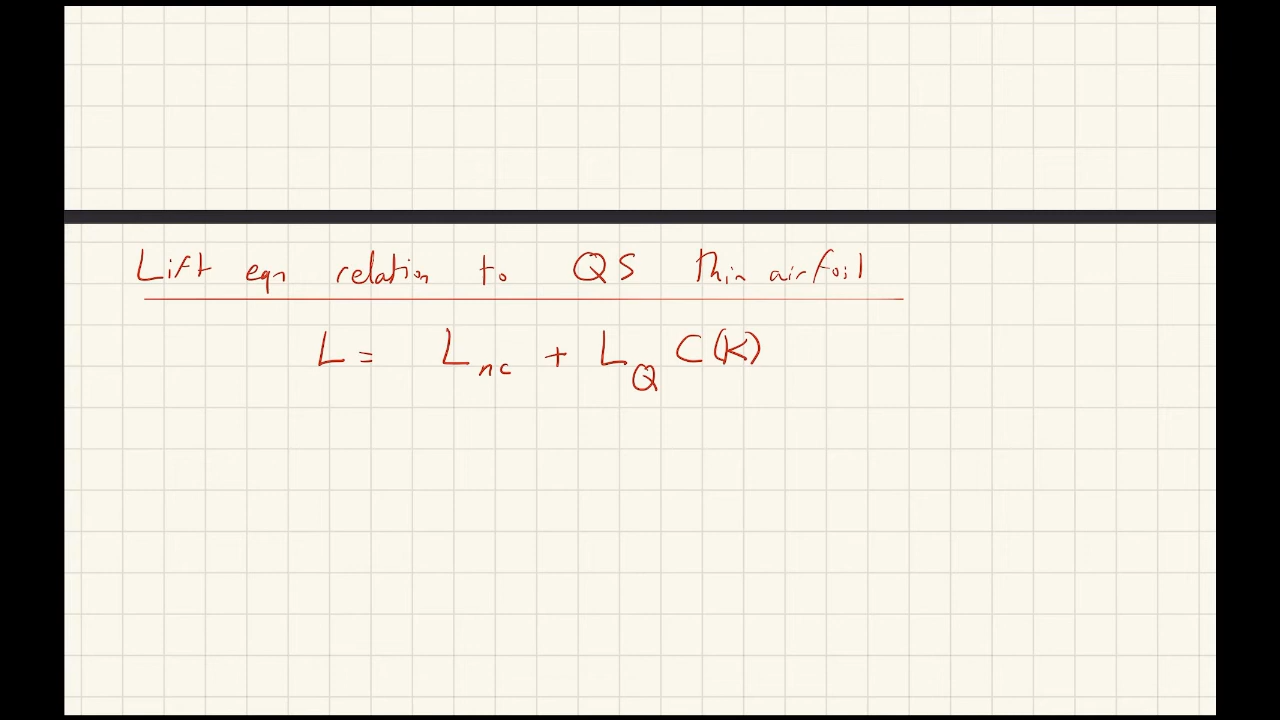 Lift eqn relation to QS thin airfoil
L = L_nc + L_Q C(K)